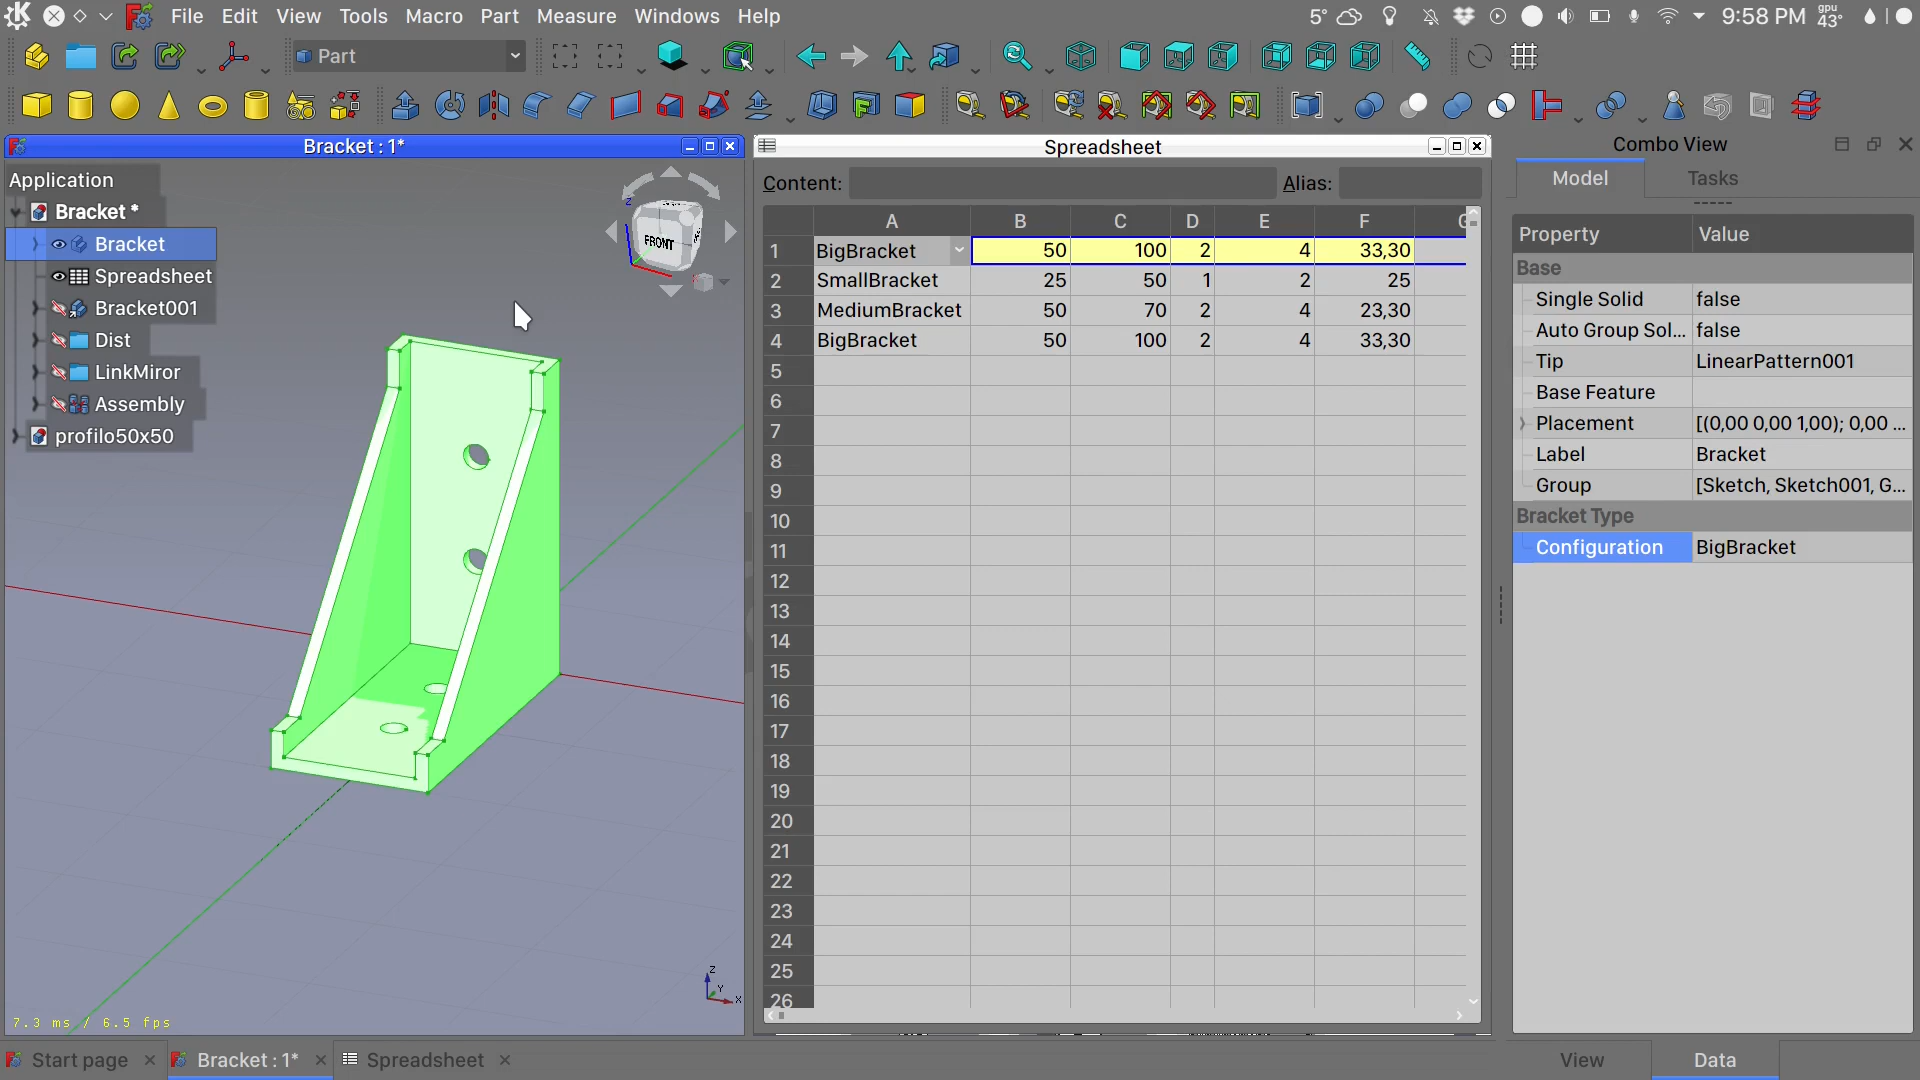 File Edit View Tools Macro Part Measure Windows Help
5° 9:58 PM gpu 43°
Part
Bracket : 1*
Application
Bracket *
Bracket
Spreadsheet
Bracket001
Dist
LinkMiror
Assembly
profilo50x50
FRONT
Z
Z
Y
X
7.3 ms / 6.5 fps
Spreadsheet
Content: Alias:
A B C D E F G
1 BigBracket 50 100 2 4 33,30
2 SmallBracket 25 50 1 2 25
3 MediumBracket 50 70 2 4 23,30
4 BigBracket 50 100 2 4 33,30
5
6
7
8
9
10
11
12
13
14
15
16
17
18
19
20
21
22
23
24
25
26
Combo View
Model Tasks
Property Value
Base
Single Solid false
Auto Group Sol... false
Tip LinearPattern001
Base Feature
Placement [(0,00 0,00 1,00); 0,00 ...
Label Bracket
Group [Sketch, Sketch001, G...
Bracket Type
Configuration BigBracket
Start page Bracket : 1* Spreadsheet
View Data